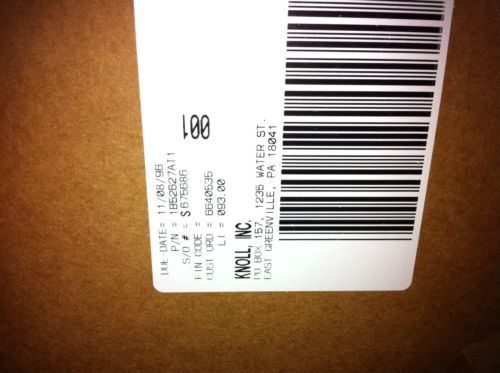 DUE DATE= 11/08/96
P/N = 1B52627AT1
S/O # = S675686
FIN CODE =
CUST ORD = 6640535
LI = 093.00
001
KNOLL, INC.
PO BOX 157, 1235 WATER ST.
EAST GREENVILLE, PA 18041